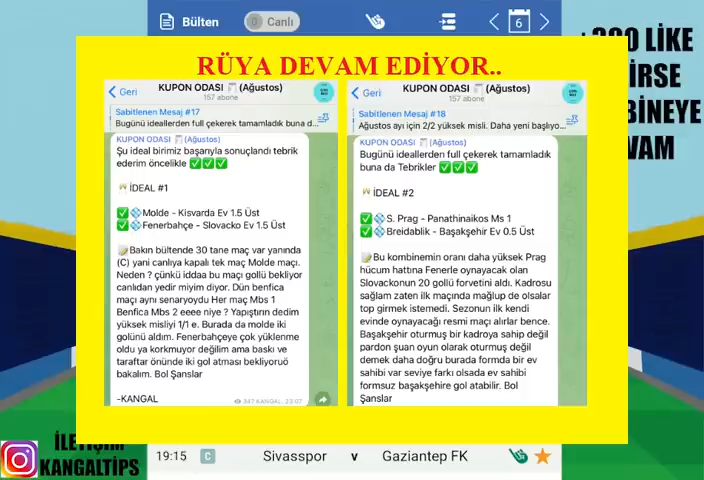 Bülten
0 Canlı
6
300 LİKE
RÜYA DEVAM EDİYOR..
Geri
KUPON ODASI (Ağustos)
157 abone
Sabitlenen Mesaj #17
Bugünü ideallerden full çekerek tamamladık buna d...
KUPON ODASI (Ağustos)
Şu ideal birimiz başarıyla sonuçlandı tebrik
ederim öncelikle ✅✅✅
İDEAL #1
✅Molde - Kisvarda Ev 1.5 Üst
✅Fenerbahçe - Slovacko Ev 1.5 Üst
Bakın bültende 30 tane maç var yanında
(C) yani canlıya kapalı tek maç Molde maçı.
Neden ? çünkü iddaa bu maçı gollü bekliyor
canlıdan yedir miyim diyor. Dün benfica
maçı aynı senaryoydu Her maç Mbs 1
Benfica Mbs 2 eeee niye ? Yapıştırın dedim
yüksek misliyi 1/1 e. Burada da molde iki
golünü aldım. Fenerbahçeye çok yüklenme
oldu ya korkmuyor değilim ama baskı ve
taraftar önünde iki gol atması bekliyoruö
bakalım. Bol Şanslar
-KANGAL
347 KANGAL, 23:07
Geri
KUPON ODASI (Ağustos)
157 abone
Sabitlenen Mesaj #18
Ağustos ayı için 2/2 yüksek misli. Daha yeni başlıyo...
KUPON ODASI (Ağustos)
Bugünü ideallerden full çekerek tamamladık
buna da Tebrikler ✅✅✅
İDEAL #2
✅S. Prag - Panathinaikos Ms 1
✅Breidablik - Başakşehir Ev 0.5 Üst
Bu kombinemin oranı daha yüksek Prag
hücum hattına Fenerle oynayacak olan
Slovackonun 20 gollü forvetini aldı. Kadrosu
sağlam zaten ilk maçında mağlup de olsalar
top girmek istemedi. Sezonun ilk kendi
evinde oynayacağı resmi maçı alırlar bence.
Başakşehir oturmuş bir kadroya sahip değil
pardon şuan oyun olarak oturmuş değil
demek daha doğru burada formda bir ev
sahibi var seviye farkı olsada ev sahibi
formsuz başakşehire gol atabilir. Bol
Şanslar
İLETİŞİM
KANGALTİPS
19:15 C Sivasspor v Gaziantep FK